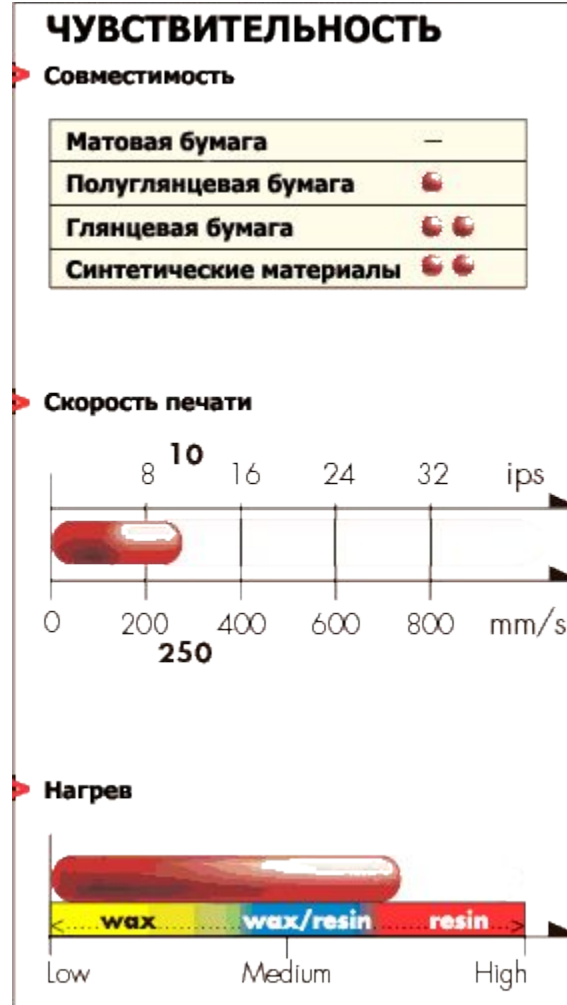 ЧУВСТВИТЕЛЬНОСТЬ
Совместимость
Матовая бумага –
Полуглянцевая бумага
Глянцевая бумага
Синтетические материалы
Скорость печати
8 10 16 24 32 ips
0 200 400 600 800 mm/s
250
Нагрев
wax wax/resin resin
Low Medium High